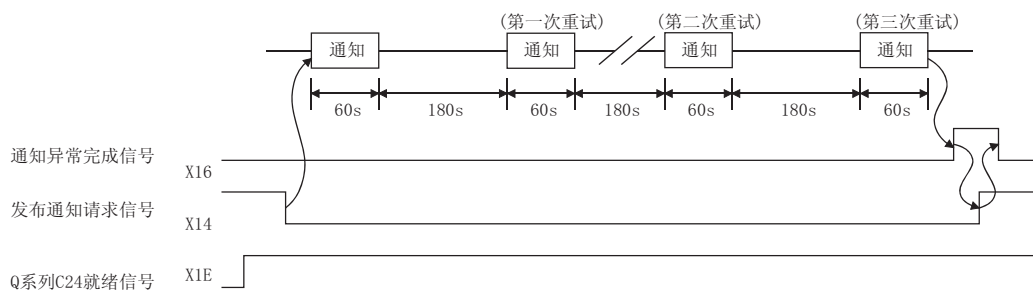 (第一次重试) (第二次重试) (第三次重试)
通知 通知 通知 通知
60s 180s 60s 180s 60s 180s 60s
通知异常完成信号 X16
发布通知请求信号 X14
Q系列C24就绪信号 X1E